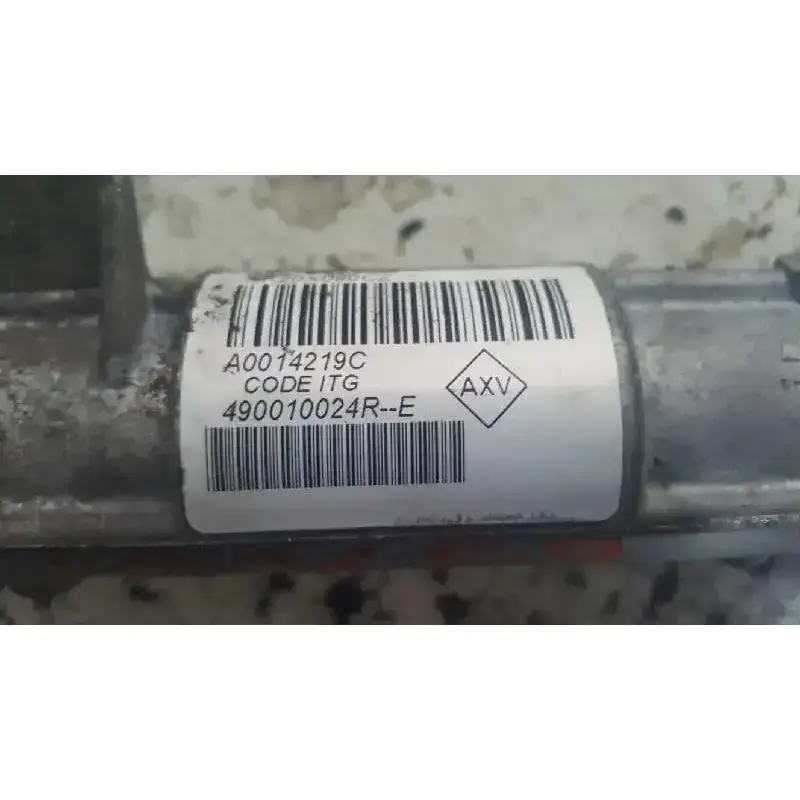 A0014219C
CODE ITG
AXV
490010024R--E